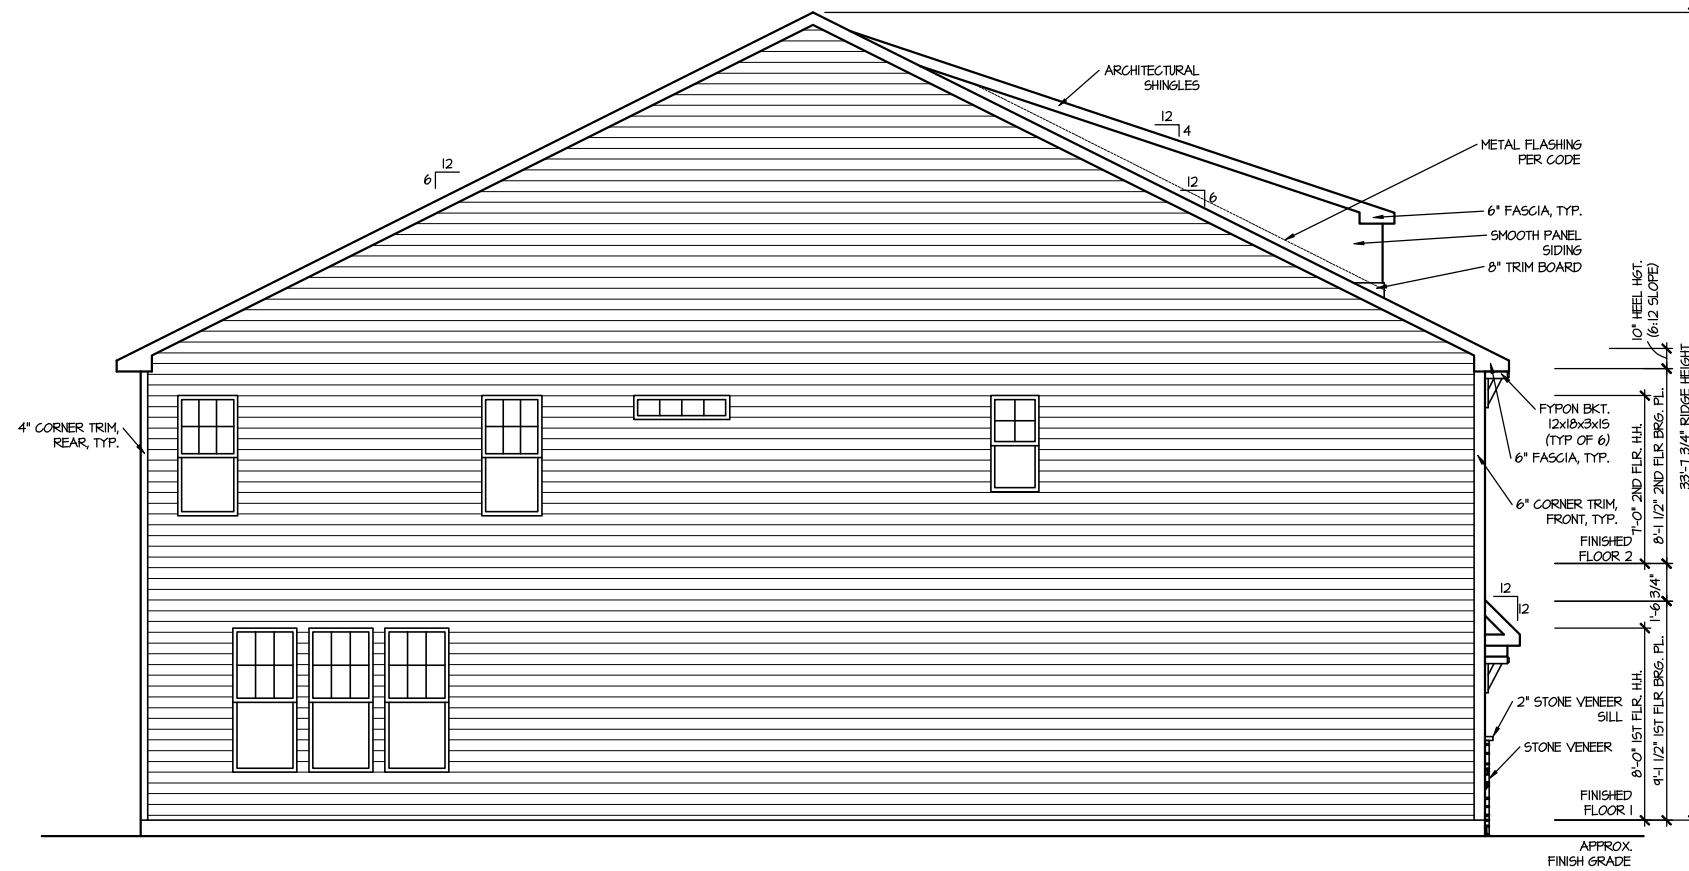 ARCHITECTURAL
SHINGLES
12
4
METAL FLASHING
PER CODE
12
6
12
6
6" FASCIA, TYP.
SMOOTH PANEL
SIDING
8" TRIM BOARD
10" HEEL HGT.
(6:12 SLOPE)
33'-7 3/4" RIDGE HEIGHT
4" CORNER TRIM,
REAR, TYP.
FYPON BKT.
12x18x3x1S
(TYP OF 6)
6" FASCIA, TYP.
6" CORNER TRIM,
FRONT, TYP.
7'-0" 2ND FLR. H.H.
8'-1 1/2" 2ND FLR BRG. PL.
FINISHED
FLOOR 2
12
12
1'-6 3/4"
8'-0" 1ST FLR. H.H.
9'-1 1/2" 1ST FLR BRG. PL.
2" STONE VENEER
SILL
STONE VENEER
FINISHED
FLOOR 1
APPROX.
FINISH GRADE